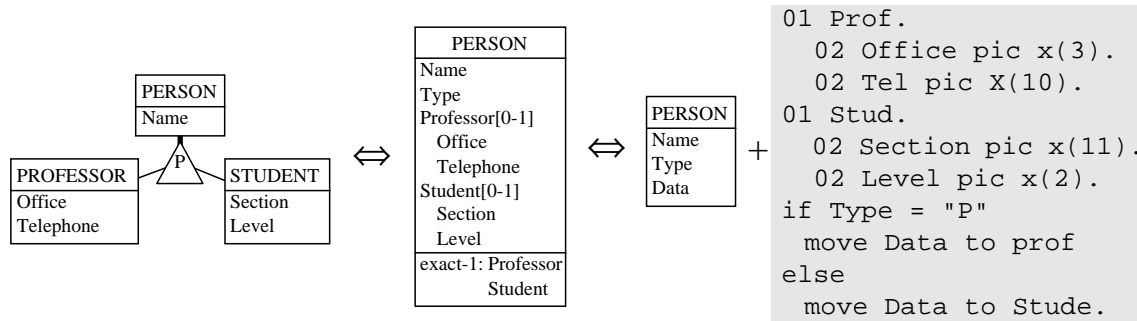 PERSON
Name
P
PROFESSOR
Office
Telephone
STUDENT
Section
Level
⇔
PERSON
Name
Type
Professor[0-1]
Office
Telephone
Student[0-1]
Section
Level
exact-1: Professor
Student
⇔
PERSON
Name
Type
Data
+
01 Prof.
02 Office pic x(3).
02 Tel pic X(10).
01 Stud.
02 Section pic x(11).
02 Level pic x(2).
if Type = "P"
move Data to prof
else
move Data to Stude.